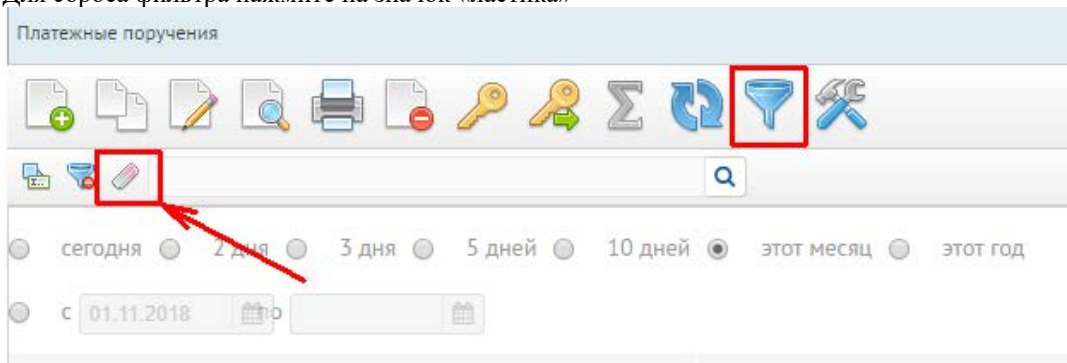 Для сброса фильтра нажмите на значок «ластика»
Платежные поручения
сегодня 2 дня 3 дня 5 дней 10 дней этот месяц этот год
с 01.11.2018 по